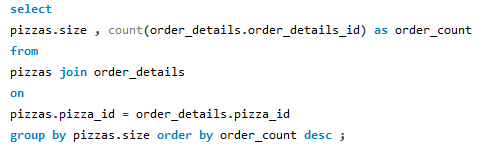 select
pizzas.size , count(order_details.order_details_id) as order_count
from
pizzas join order_details
on
pizzas.pizza_id = order_details.pizza_id
group by pizzas.size order by order_count desc ;